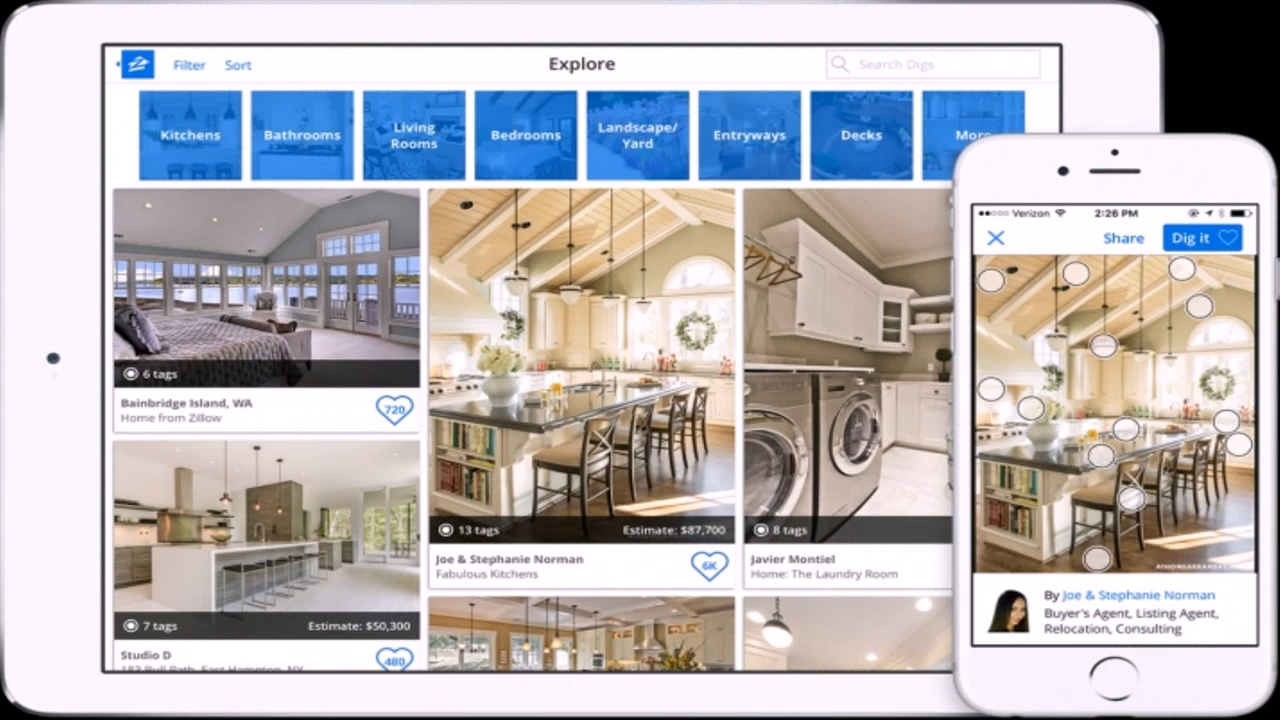 Filter
Sort
Explore
Search Digs
Kitchens
Bathrooms
Living
Rooms
Bedrooms
Landscape/
Yard
Entryways
Decks
More
6 tags
Bainbridge Island, WA
Home from Zillow
720
13 tags
Estimate: $87,700
Joe & Stephanie Norman
Fabulous Kitchens
6K
8 tags
Javier Montiel
Home: The Laundry Room
7 tags
Estimate: $50,300
Studio D
480
Verizon
2:26 PM
Share
Dig it
By Joe & Stephanie Norman
Buyer's Agent, Listing Agent,
Relocation, Consulting